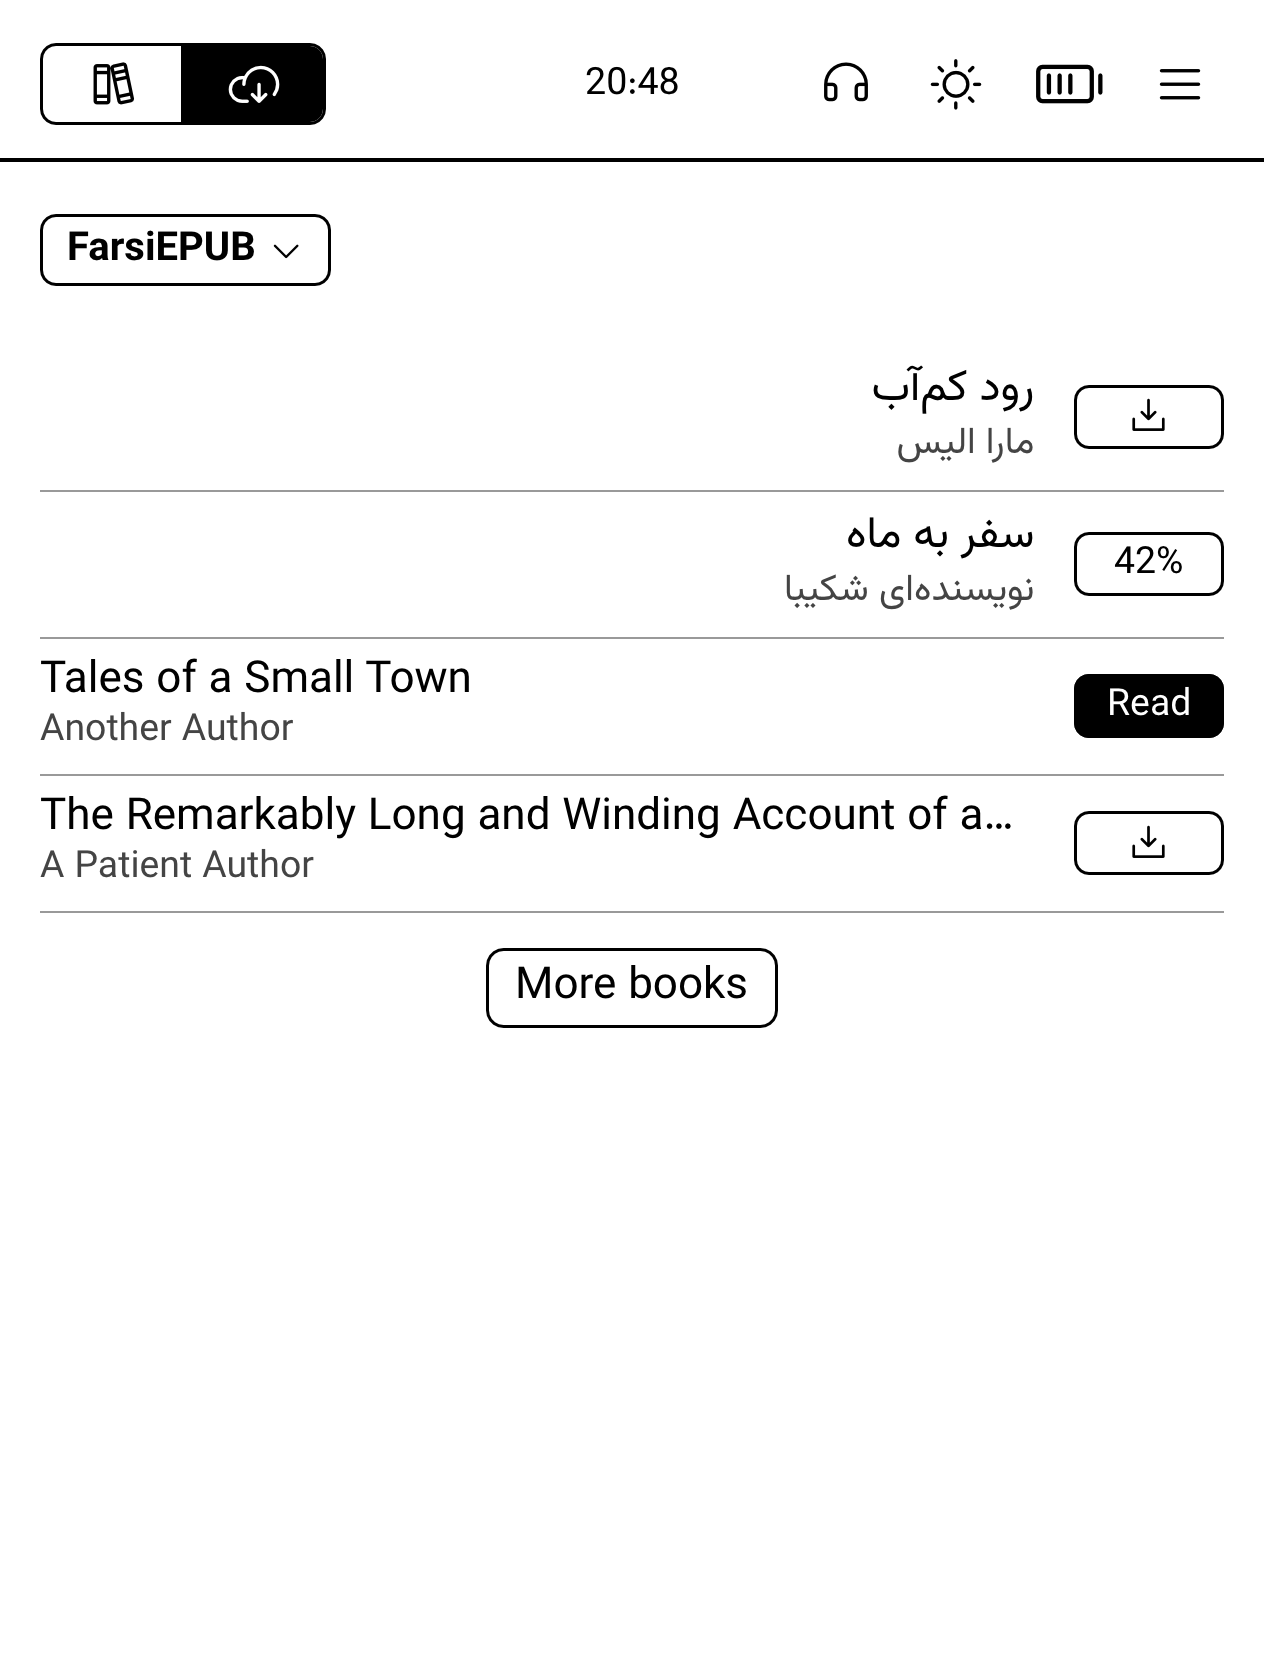 20:48
FarsiEPUB
رود کم‌آب
مارا الیس
سفر به ماه
42%
نویسنده‌ای شکیبا
Tales of a Small Town
Read
Another Author
The Remarkably Long and Winding Account of a…
A Patient Author
More books